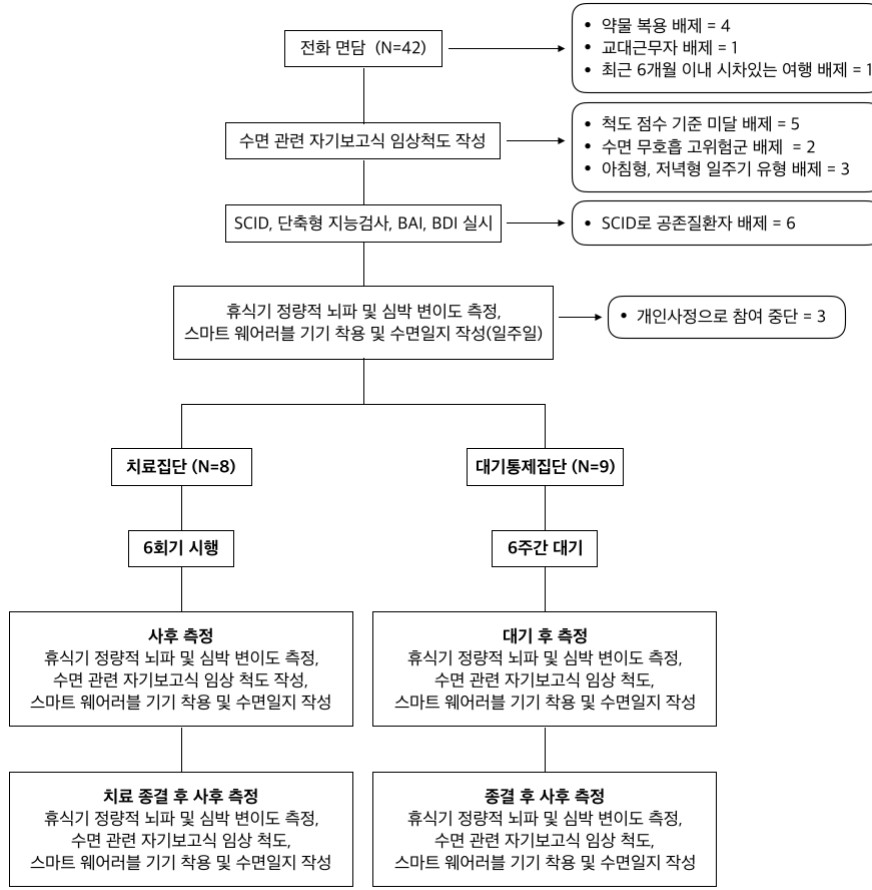 전화 면담 (N=42)
• 약물 복용 배제 = 4
• 교대근무자 배제 = 1
• 최근 6개월 이내 시차있는 여행 배제 = 1
수면 관련 자기보고식 임상척도 작성
• 척도 점수 기준 미달 배제 = 5
• 수면 무호흡 고위험군 배제 = 2
• 아침형, 저녁형 일주기 유형 배제 = 3
SCID, 단축형 지능검사, BAI, BDI 실시
• SCID로 공존질환자 배제 = 6
휴식기 정량적 뇌파 및 심박 변이도 측정,
스마트 웨어러블 기기 착용 및 수면일지 작성(일주일)
• 개인사정으로 참여 중단 = 3
치료집단 (N=8)
대기통제집단 (N=9)
6회기 시행
6주간 대기
사후 측정
휴식기 정량적 뇌파 및 심박 변이도 측정,
수면 관련 자기보고식 임상 척도 작성,
스마트 웨어러블 기기 착용 및 수면일지 작성
대기 후 측정
휴식기 정량적 뇌파 및 심박 변이도 측정,
수면 관련 자기보고식 임상 척도,
스마트 웨어러블 기기 착용 및 수면일지 작성
치료 종결 후 사후 측정
휴식기 정량적 뇌파 및 심박 변이도 측정,
수면 관련 자기보고식 임상 척도,
스마트 웨어러블 기기 착용 및 수면일지 작성
종결 후 사후 측정
휴식기 정량적 뇌파 및 심박 변이도 측정,
수면 관련 자기보고식 임상 척도,
스마트 웨어러블 기기 착용 및 수면일지 작성